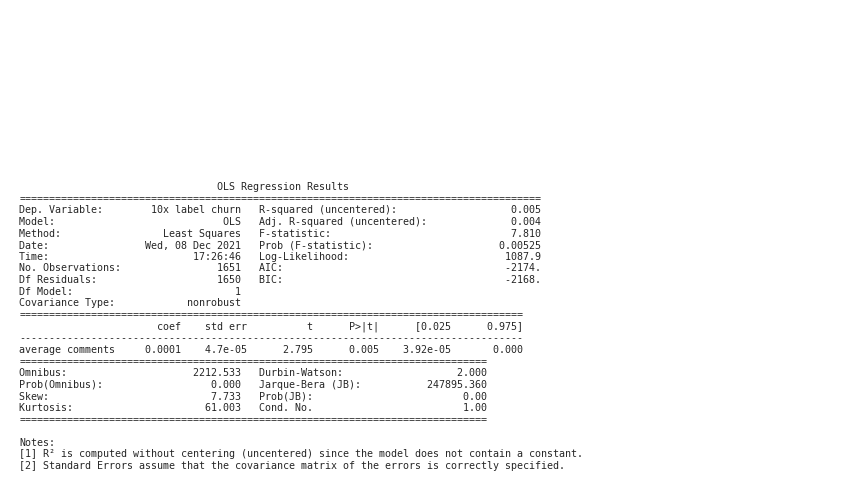 OLS Regression Results
==============================================================================
Dep. Variable: 10x label churn R-squared (uncentered): 0.005
Model: OLS Adj. R-squared (uncentered): 0.004
Method: Least Squares F-statistic: 7.810
Date: Wed, 08 Dec 2021 Prob (F-statistic): 0.00525
Time: 17:26:46 Log-Likelihood: 1087.9
No. Observations: 1651 AIC: -2174.
Df Residuals: 1650 BIC: -2168.
Df Model: 1
Covariance Type: nonrobust
==============================================================================
coef std err t P>|t| [0.025 0.975]
------------------------------------------------------------------------------
average comments 0.0001 4.7e-05 2.795 0.005 3.92e-05 0.000
==============================================================================
Omnibus: 2212.533 Durbin-Watson: 2.000
Prob(Omnibus): 0.000 Jarque-Bera (JB): 247895.360
Skew: 7.733 Prob(JB): 0.00
Kurtosis: 61.003 Cond. No. 1.00
==============================================================================
Notes:
[1] R² is computed without centering (uncentered) since the model does not contain a constant.
[2] Standard Errors assume that the covariance matrix of the errors is correctly specified.